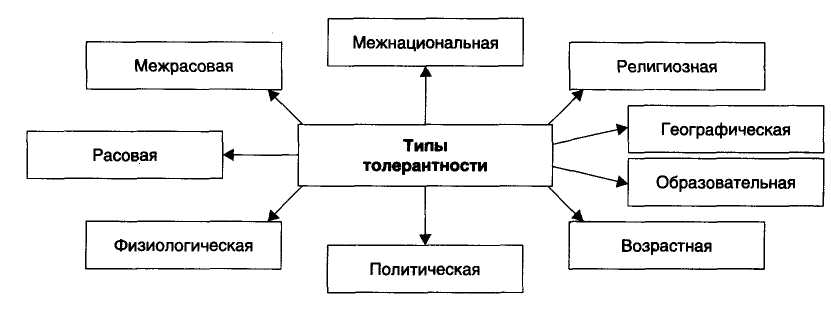 Межнациональная
Межрасовая
Религиозная
Географическая
Типы
толерантности
Расовая
Образовательная
Физиологическая
Возрастная
Политическая